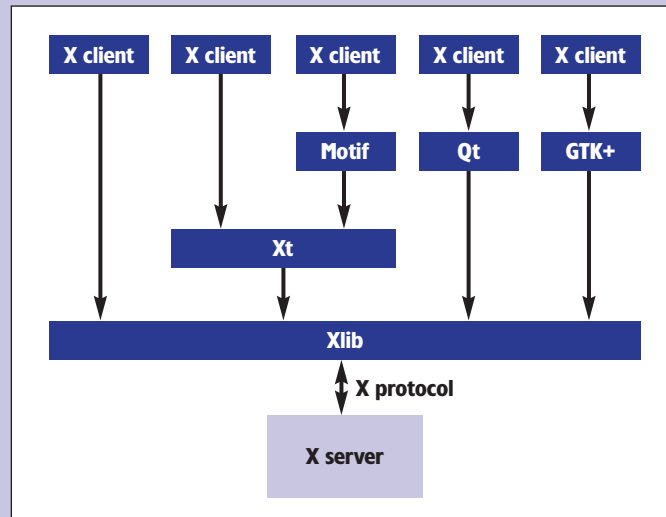 X client X client X client X client X client
Motif Qt GTK+
Xt
Xlib
X protocol
X server